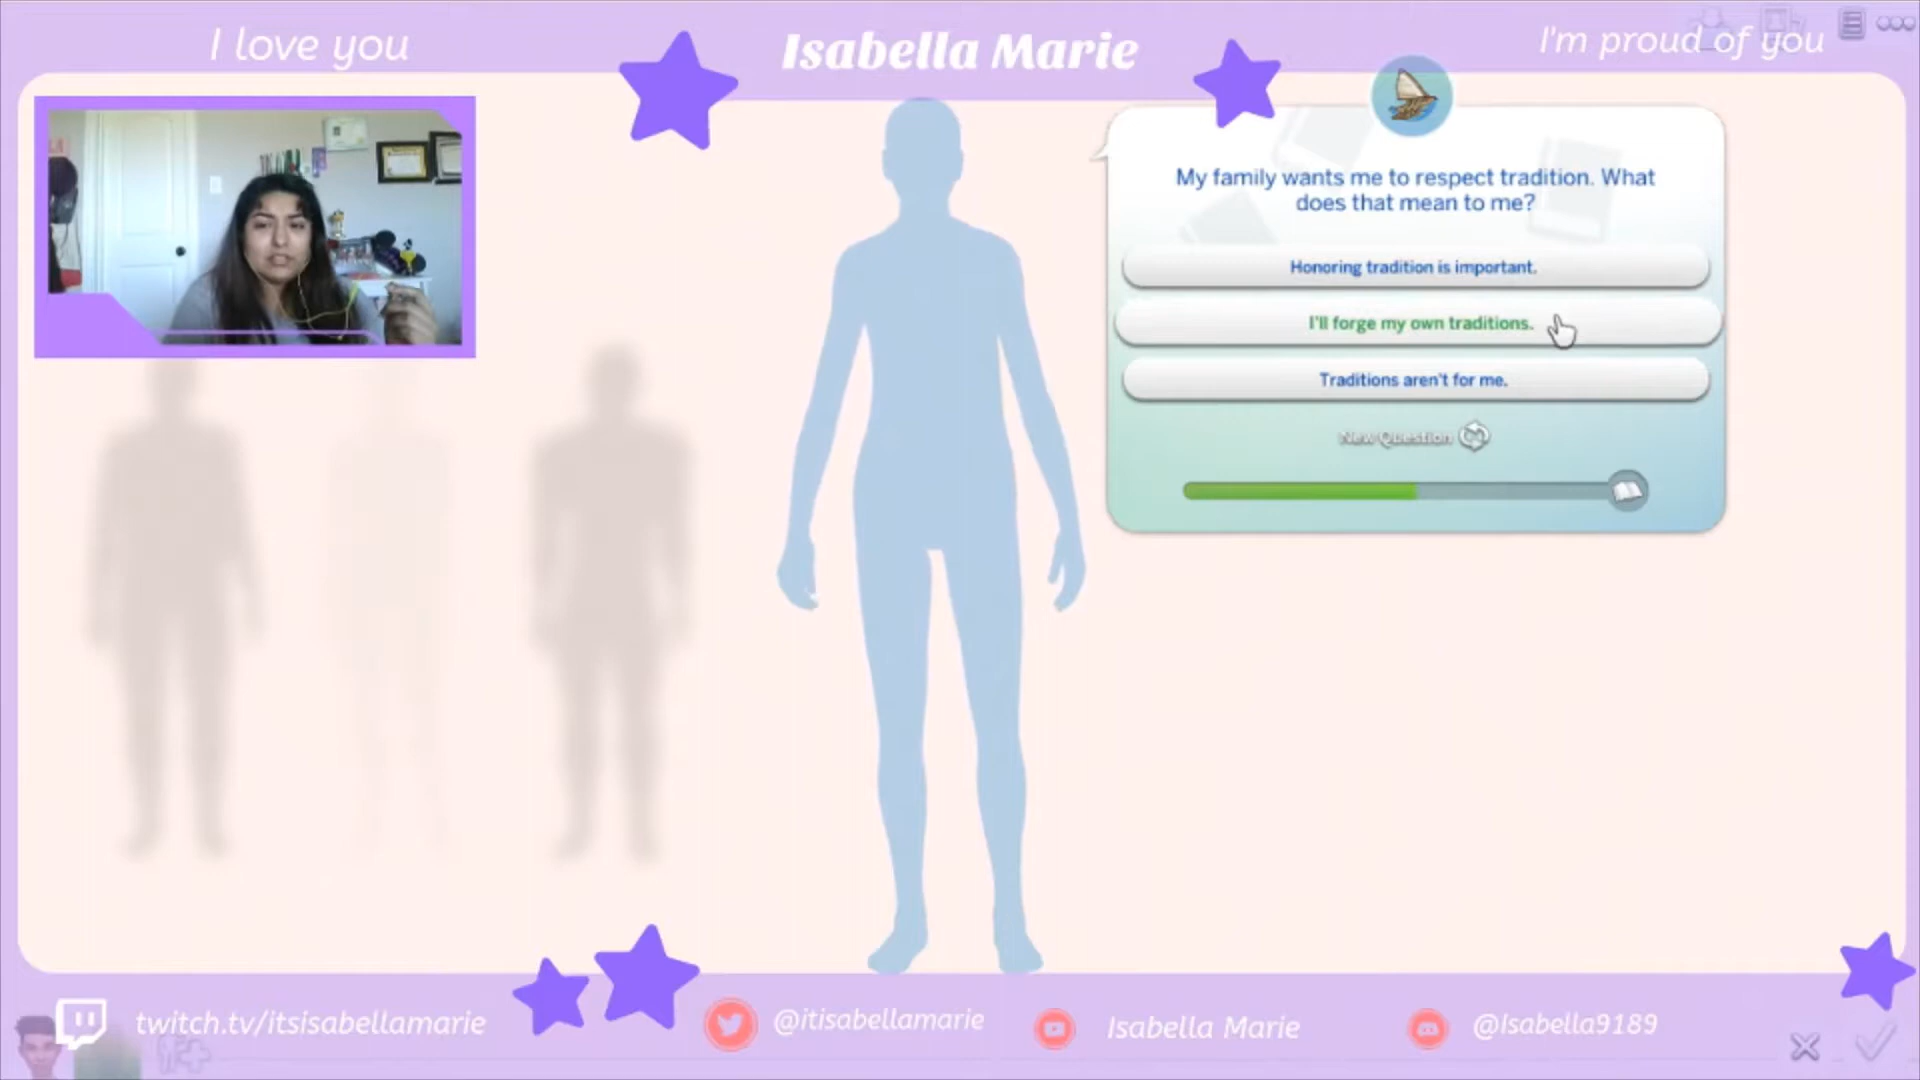 I love you
Isabella Marie
I'm proud of you
My family wants me to respect tradition. What
does that mean to me?
Honoring tradition is important.
I'll forge my own traditions.
Traditions aren't for me.
New Question
twitch.tv/itsisabellamarie
@itisabellamarie
Isabella Marie
@Isabella9189